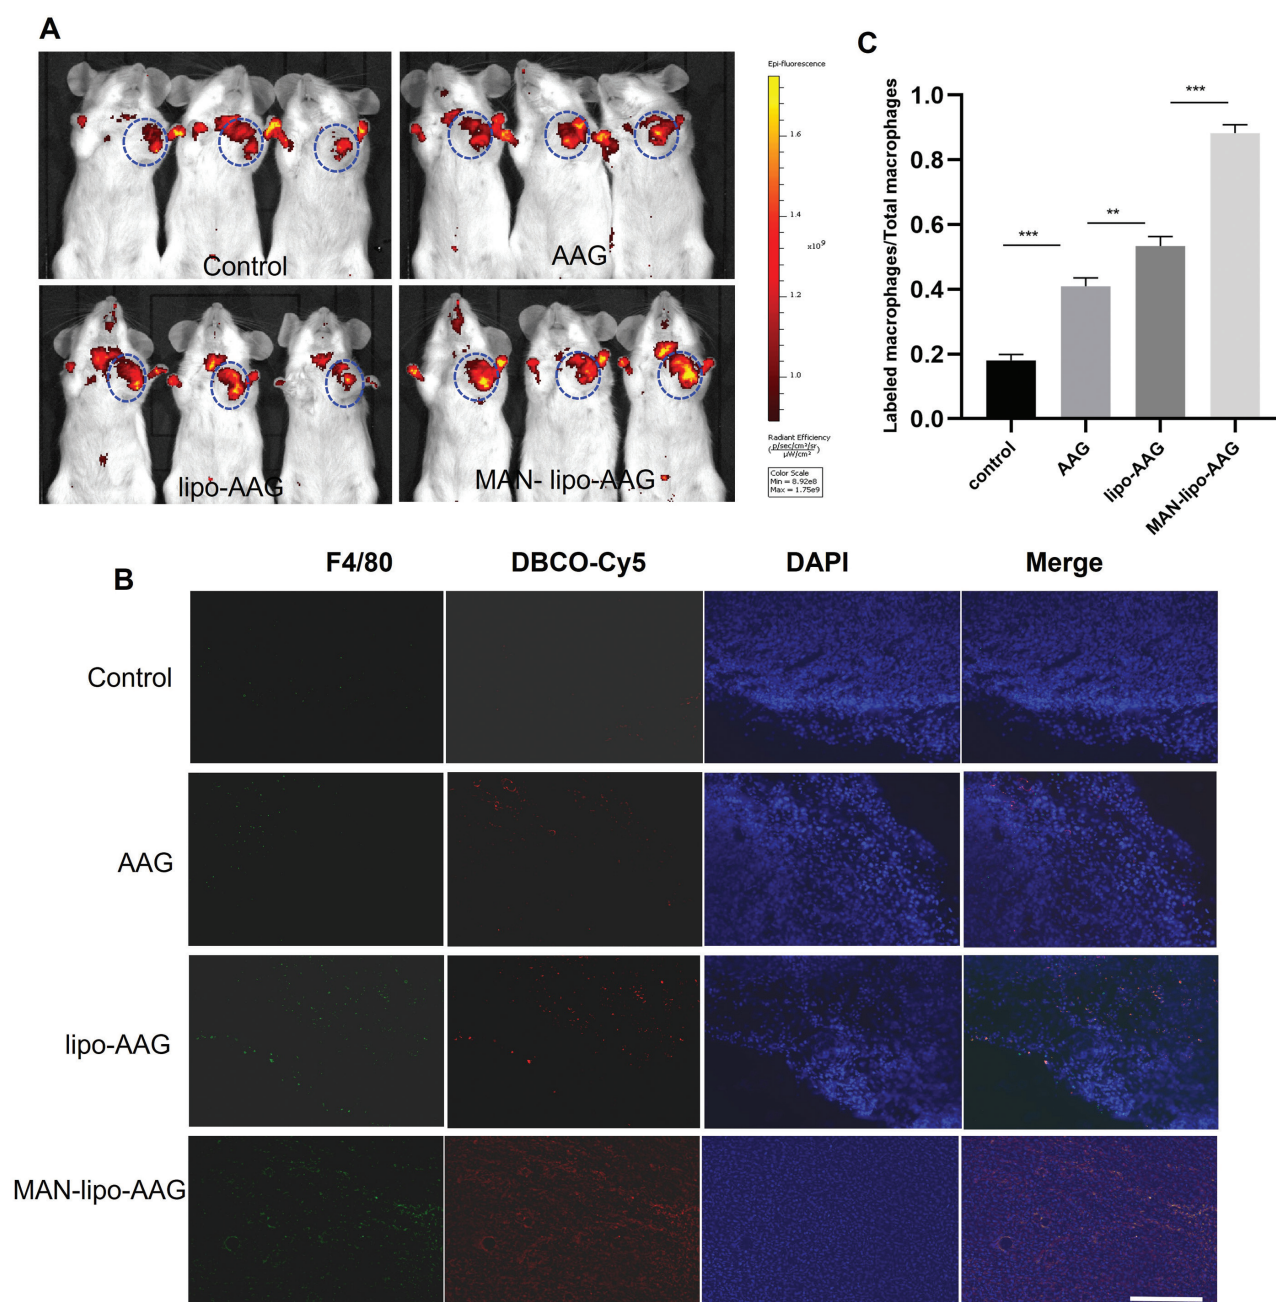 A
Control
AAG
lipo-AAG
MAN- lipo-AAG
Epi-fluorescence
1.6
1.4
x10⁹
1.2
1.0
Radiant Efficiency
(p/sec/cm²/sr
µW/cm²)
Color Scale
Min = 8.92e8
Max = 1.75e9
C
Labeled macrophages/Total macrophages
1.0
0.8
0.6
0.4
0.2
0.0
***
**
***
control
AAG
lipo-AAG
MAN-lipo-AAG
B
F4/80 DBCO-Cy5 DAPI Merge
Control
AAG
lipo-AAG
MAN-lipo-AAG